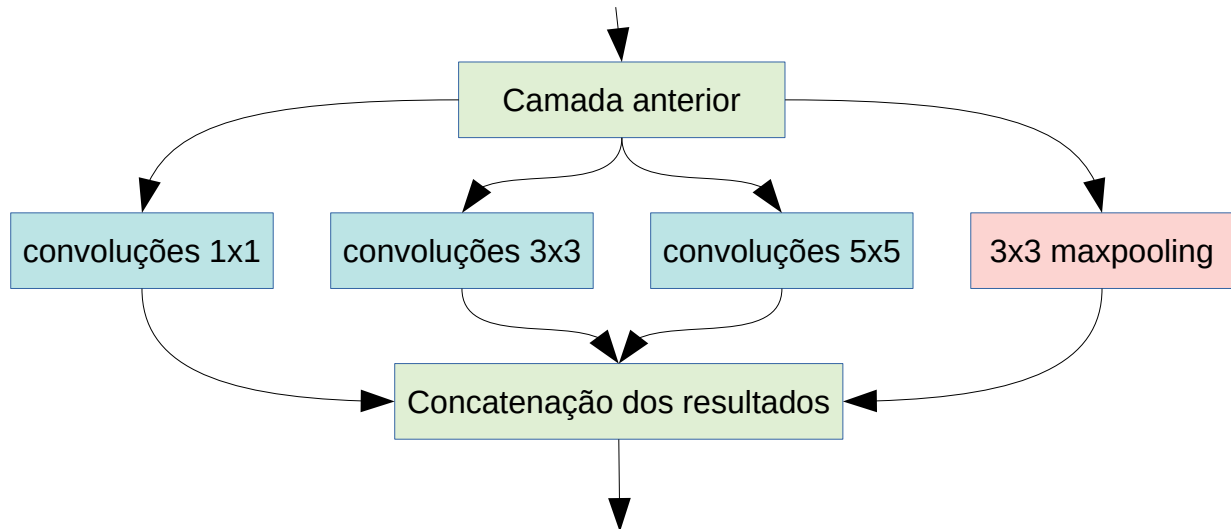 Camada anterior
convoluções 1x1
convoluções 3x3
convoluções 5x5
3x3 maxpooling
Concatenação dos resultados